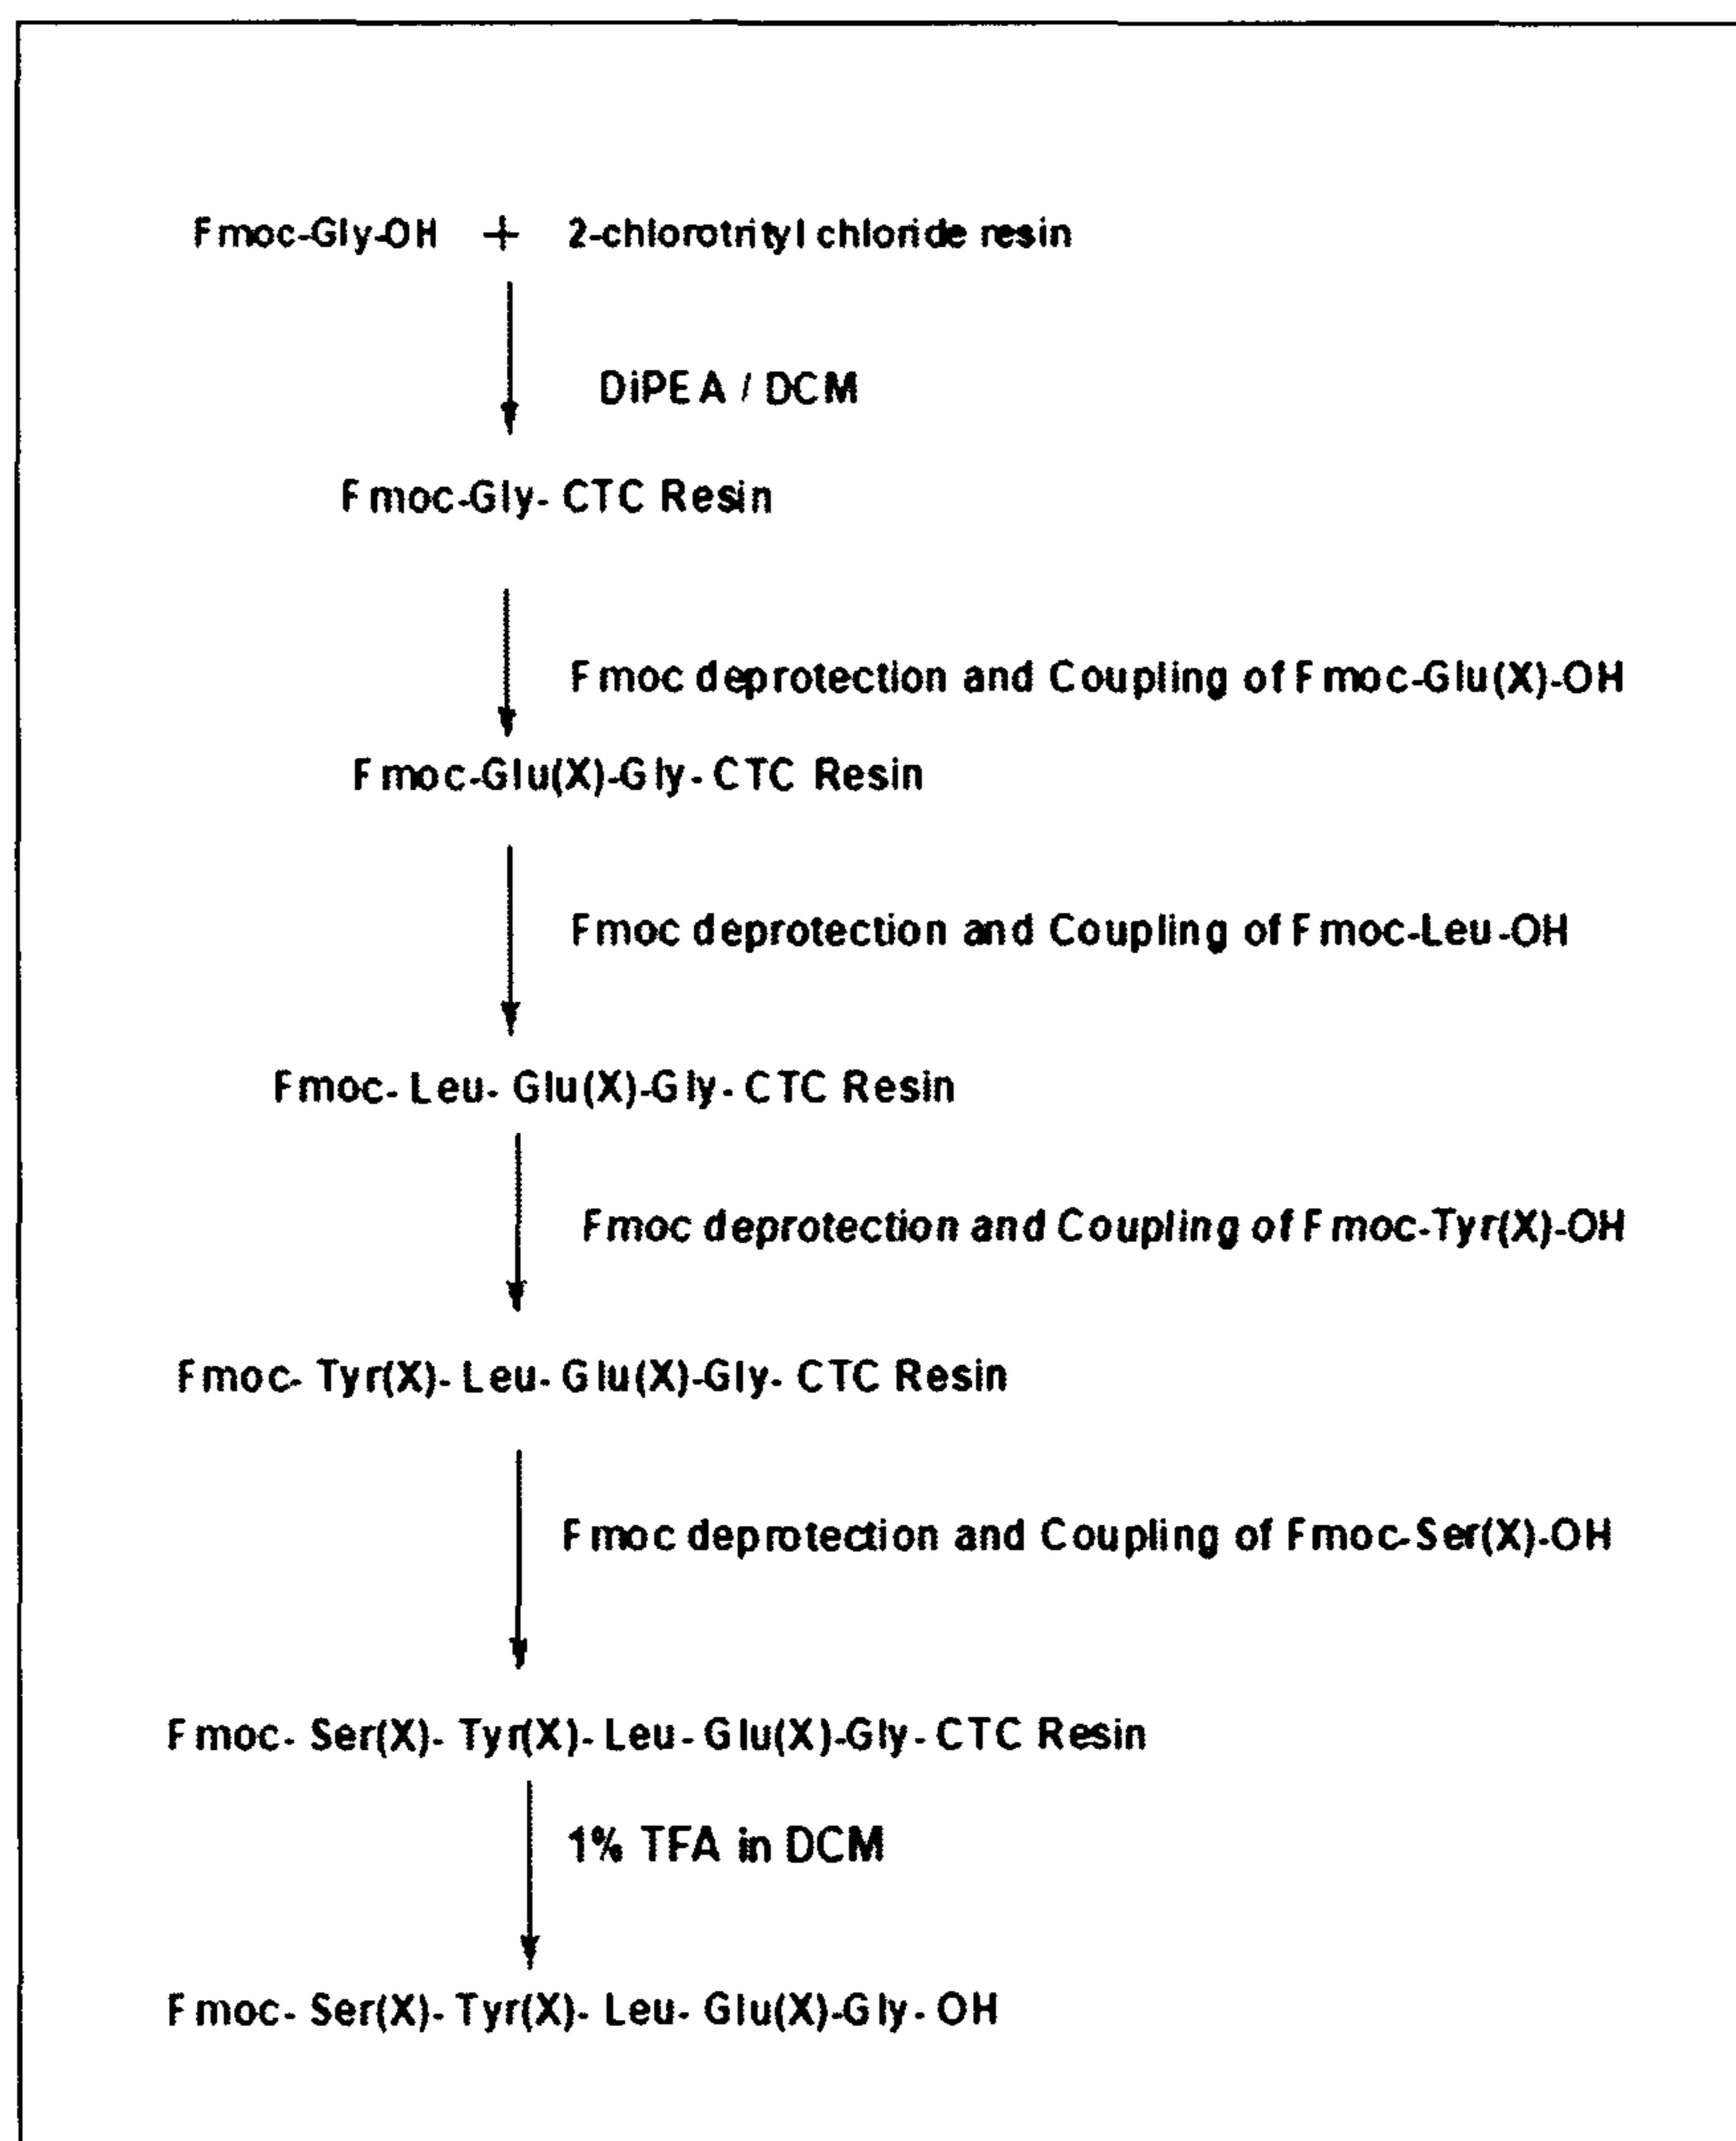 Fmoc-Gly-OH + 2-chlorotrityl chloride resin
DiPEA / DCM
Fmoc-Gly- CTC Resin
Fmoc deprotection and Coupling of Fmoc-Glu(X)-OH
Fmoc-Glu(X)-Gly- CTC Resin
Fmoc deprotection and Coupling of Fmoc-Leu-OH
Fmoc- Leu- Glu(X)-Gly- CTC Resin
Fmoc deprotection and Coupling of Fmoc-Tyr(X)-OH
Fmoc- Tyr(X)- Leu- Glu(X)-Gly- CTC Resin
Fmoc deprotection and Coupling of Fmoc-Ser(X)-OH
Fmoc- Ser(X)- Tyr(X)- Leu- Glu(X)-Gly- CTC Resin
1% TFA in DCM
Fmoc- Ser(X)- Tyr(X)- Leu- Glu(X)-Gly- OH